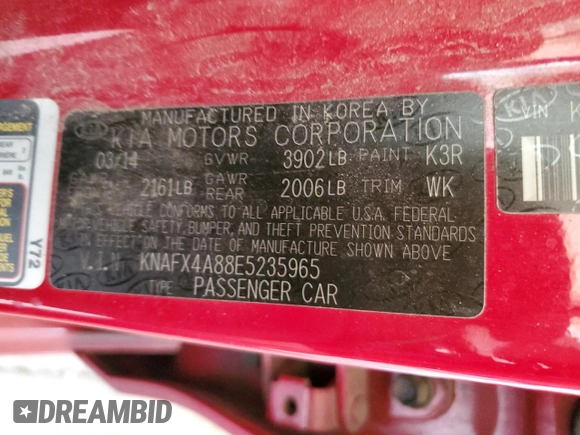 MANUFACTURED IN KOREA BY
KIA MOTORS CORPORATION
03/14 GVWR 3902LB PAINT K3R
2161LB GAWR REAR 2006LB TRIM WK
VEHICLE CONFORMS TO ALL APPLICABLE U.S.A. FEDERAL
VEHICLE SAFETY, BUMPER, AND THEFT PREVENTION STANDARDS
IN EFFECT ON THE DATE OF MANUFACTURE SHOWN ABOVE
V.I.N KNAFX4A88E5235965
TYPE PASSENGER CAR
Y72
VIN
DREAMBID